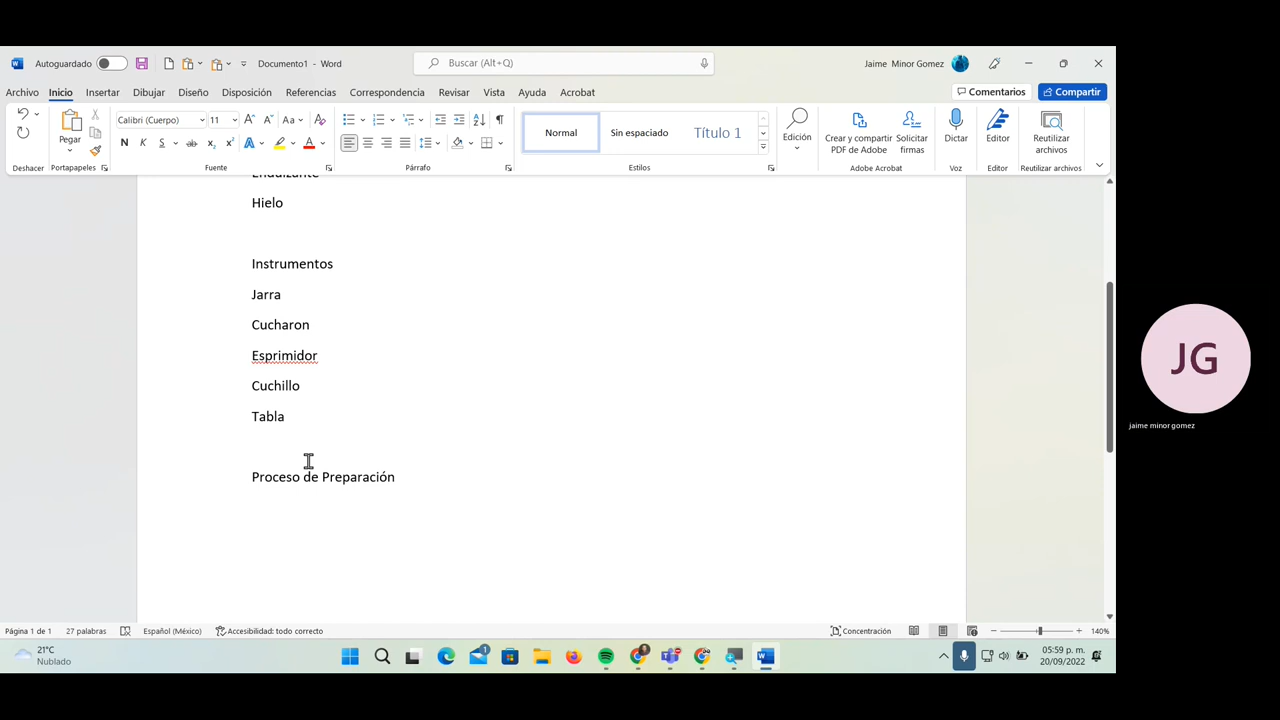 Autoguardado
Documento1 - Word
Buscar (Alt+Q)
Jaime Minor Gomez
Archivo Inicio Insertar Dibujar Diseño Disposición Referencias Correspondencia Revisar Vista Ayuda Acrobat
Comentarios
Compartir
Pegar
Calibri (Cuerpo) 11
Normal
Sin espaciado
Título 1
Edición
Crear y compartir PDF de Adobe
Solicitar firmas
Dictar
Editor
Reutilizar archivos
Deshacer Portapapeles Fuente Párrafo Estilos Adobe Acrobat Voz Editor Reutilizar archivos
Hielo
Instrumentos
Jarra
Cucharon
Esprimidor
Cuchillo
Tabla
Proceso de Preparación
JG
jaime minor gomez
Página 1 de 1 27 palabras Español (México) Accesibilidad: todo correcto Concentración 140%
21°C
Nublado
05:59 p. m.
20/09/2022